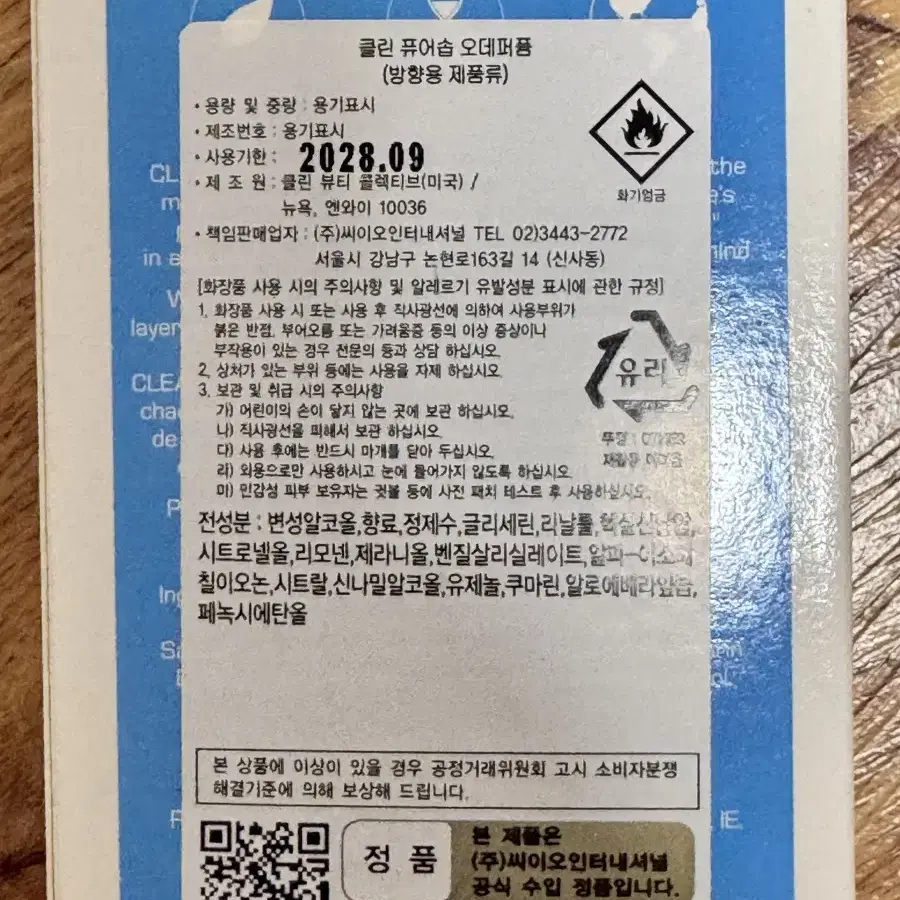 클린 퓨어솝 오데퍼퓸
(방향용 제품류)
• 용량 및 중량 : 용기표시
• 제조번호 : 용기표시
• 사용기한 : 2028.09
• 제 조 원 : 클린 뷰티 콜렉티브(미국) /
뉴욕, 엔와이 10036
• 책임판매업자 : (주)씨이오인터내셔널 TEL 02)3443-2772
서울시 강남구 논현로163길 14 (신사동)
화기엄금
[화장품 사용 시의 주의사항 및 알레르기 유발성분 표시에 관한 규정]
1. 화장품 사용 시 또는 사용 후 직사광선에 의하여 사용부위가
붉은 반점, 부어오름 또는 가려움증 등의 이상 증상이나
부작용이 있는 경우 전문의 등과 상담 하십시오.
2. 상처가 있는 부위 등에는 사용을 자제 하십시오.
3. 보관 및 취급 시의 주의사항
가) 어린이의 손이 닿지 않는 곳에 보관 하십시오.
나) 직사광선을 피해서 보관 하십시오.
다) 사용 후에는 반드시 마개를 닫아 두십시오.
라) 외용으로만 사용하시고 눈에 들어가지 않도록 하십시오.
마) 민감성 피부 보유자는 귓볼 등에 사전 패치 테스트 후 사용하십시오.
유리
전성분 : 변성알코올,향료,정제수,글리세린,리날룰,헥실신남알,
시트로넬올,리모넨,제라니올,벤질살리실레이트,알파-이소메
칠이오논,시트랄,신나밀알코올,유제놀,쿠마린,알로에베라잎즙,
페녹시에탄올
본 상품에 이상이 있을 경우 공정거래위원회 고시 소비자분쟁
해결기준에 의해 보상해 드립니다.
정 품
본 제품은
(주)씨이오인터내셔널
공식 수입 정품입니다.